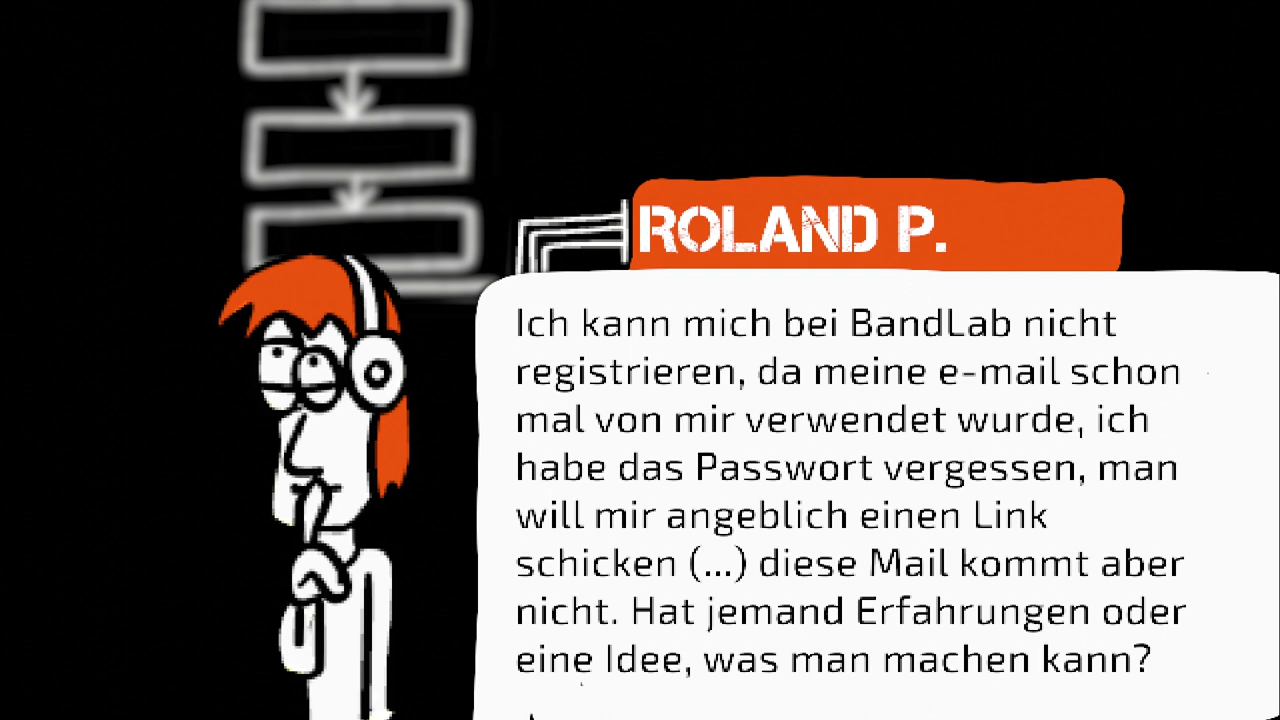 ROLAND P.
Ich kann mich bei BandLab nicht
registrieren, da meine e-mail schon
mal von mir verwendet wurde, ich
habe das Passwort vergessen, man
will mir angeblich einen Link
schicken (...) diese Mail kommt aber
nicht. Hat jemand Erfahrungen oder
eine Idee, was man machen kann?